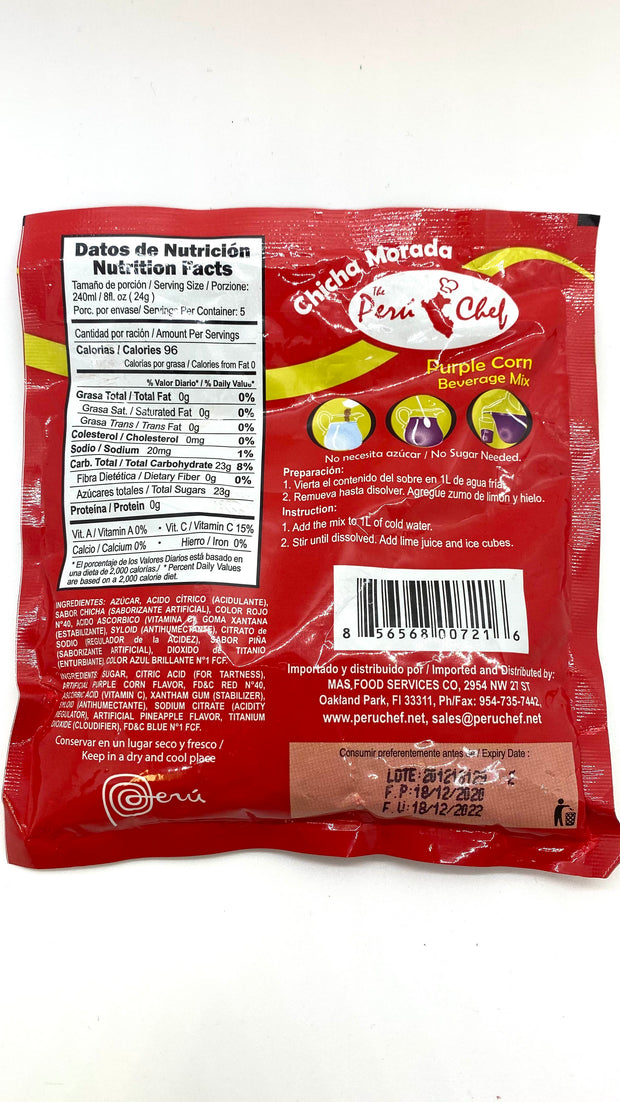 Datos de Nutrición
Nutrition Facts
Tamaño de porción / Serving Size / Porzione:
240ml / 8fl. oz ( 24g )
Porc. por envase/ Servings Per Container: 5
Cantidad por ración / Amount Per Servings
Calorías / Calories 96
Calorías por grasa / Calories from Fat 0
% Valor Diario* / % Daily Value*
Grasa Total / Total Fat 0g 0%
Grasa Sat. / Saturated Fat 0g 0%
Grasa Trans / Trans Fat 0g 0%
Colesterol / Cholesterol 0mg 0%
Sodio / Sodium 20mg 1%
Carb. Total / Total Carbohydrate 23g 8%
Fibra Dietética / Dietary Fiber 0g 0%
Azúcares totales / Total Sugars 23g
Proteína / Protein 0g
Vit. A / Vitamin A 0% • Vit. C / Vitamin C 15%
Calcio / Calcium 0% • Hierro / Iron 0%
* El porcentaje de los Valores Diarios está basado en
una dieta de 2,000 calorías./ * Percent Daily Values
are based on a 2,000 calorie diet.
INGREDIENTES: AZÚCAR, ACIDO CÍTRICO (ACIDULANTE),
SABOR CHICHA (SABORIZANTE ARTIFICIAL), COLOR ROJO
N°40, ACIDO ASCORBICO (VITAMINA C), GOMA XANTANA
(ESTABILIZANTE), SYLOID (ANTIHUMECTANTE), CITRATO de
SODIO (REGULADOR de la ACIDEZ), SABOR PIÑA
(SABORIZANTE ARTIFICIAL), DIOXIDO de TITANIO
(ENTURBIANTE), COLOR AZUL BRILLANTE N°1 FCF.
INGREDIENTS SUGAR, CITRIC ACID (FOR TARTNESS),
ARTIFICIAL PURPLE CORN FLAVOR, FD&C RED N°40,
ASCORBIC ACID (VITAMIN C), XANTHAM GUM (STABILIZER),
SYLOID (ANTHUMECTANTE), SODIUM CITRATE (ACIDITY
REGULATOR), ARTIFICIAL PINEAPPLE FLAVOR, TITANIUM
DIOXIDE (CLOUDIFIER), FD&C BLUE N°1 FCF.
Conservar en un lugar seco y fresco /
Keep in a dry and cool place
Perú
Chicha Morada
The
Perú Chef
Purple Corn
Beverage Mix
No necesita azúcar / No Sugar Needed.
Preparación:
1. Vierta el contenido del sobre en 1L de agua fría.
2. Remueva hasta disolver. Agregue zumo de limón y hielo.
Instruction:
1. Add the mix to 1L of cold water.
2. Stir until dissolved. Add lime juice and ice cubes.
8 56568 00721 6
Importado y distribuido por / Imported and Distributed by:
MAS,FOOD SERVICES CO, 2954 NW 27 ST
Oakland Park, Fl 33311, Ph/Fax: 954-735-7442,
www.peruchef.net, sales@peruchef.net
Consumir preferentemente antes de / Expiry Date :
LOTE:
F.P:18/12/2020
F.U:18/12/2022